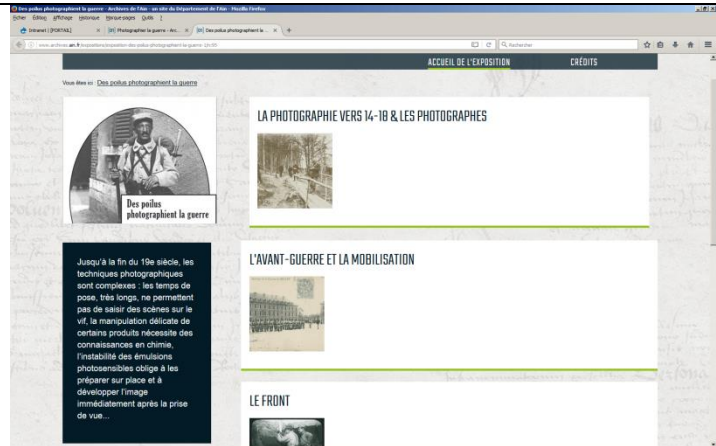 Des poilus photographient la guerre - Archives de l'Ain - un site du Département de l'Ain - Mozilla Firefox
Fichier Édition Affichage Historique Marque-pages Outils ?
Intranet | [PORTAIL]
Photographier la guerre - Arc...
Des poilus photographient la ...
Rechercher
ACCUEIL DE L'EXPOSITION CRÉDITS
Vous êtes ici : Des poilus photographient la guerre
Des poilus
photographient la guerre
LA PHOTOGRAPHIE VERS 14-18 & LES PHOTOGRAPHES
Jusqu'à la fin du 19e siècle, les
techniques photographiques
sont complexes : les temps de
pose, très longs, ne permettent
pas de saisir des scènes sur le
vif, la manipulation délicate de
certains produits nécessite des
connaissances en chimie,
l'instabilité des émulsions
photosensibles oblige à les
préparer sur place et à
développer l'image
immédiatement après la prise
de vue...
L'AVANT-GUERRE ET LA MOBILISATION
LE FRONT